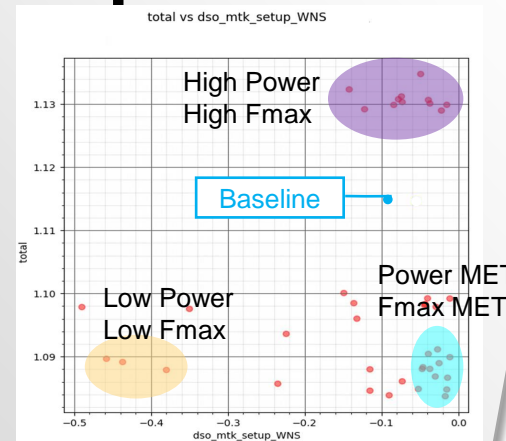 total vs dso_mtk_setup_WNS
High Power
High Fmax
1.13
1.12
Baseline
1.11
total
Power MET
Low Power
Fmax MET
1.10
Low Fmax
1.09
−0.5 −0.4 −0.3 −0.2 −0.1 0.0
dso_mtk_setup_WNS